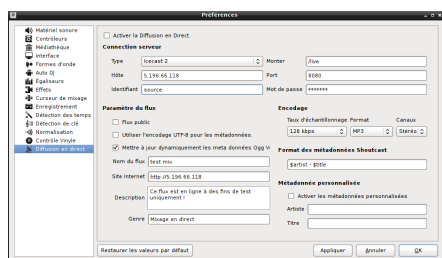 Préférences
Matériel sonore
Contrôleurs
Médiathèque
Interface
Formes d'onde
Auto DJ
Égaliseurs
Effets
Curseur de mixage
Enregistrement
Détection des temps
Détection de clé
Normalisation
Contrôle Vinyle
Diffusion en direct
Activer la Diffusion en Direct
Connection serveur
Type Icecast 2 Monter /live
Hôte 5.196.66.118 Port 8080
Identifiant source Mot de passe *******
Paramètre du flux
Flux public
Utiliser l'encodage UTF-8 pour les métadonnées.
Mettre à jour dynamiquement les meta données Ogg V
Nom du flux test mix
Site internet http://5.196.66.118
Description Ce flux est en ligne à des fins de test
uniquement !
Genre Mixage en direct
Encodage
Taux d'échantillonnage Format Canaux
128 kbps MP3 Stéréo
Format des métadonnées Shoutcast
$artist - $title
Métadonnée personnalisée
Activer les métadonnées personnalisées
Artiste
Titre
Restaurer les valeurs par défaut Appliquer Annuler OK